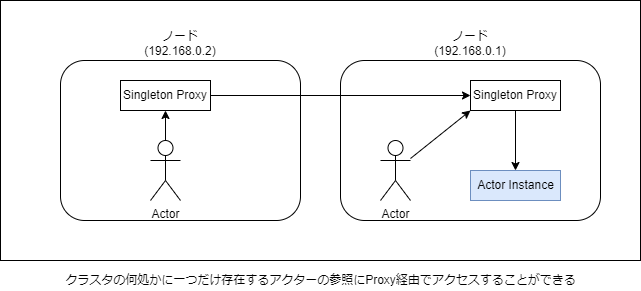 ノード
(192.168.0.2)
ノード
(192.168.0.1)
Singleton Proxy
Singleton Proxy
Actor
Actor
Actor Instance
クラスタの何処かに一つだけ存在するアクターの参照にProxy経由でアクセスすることができる